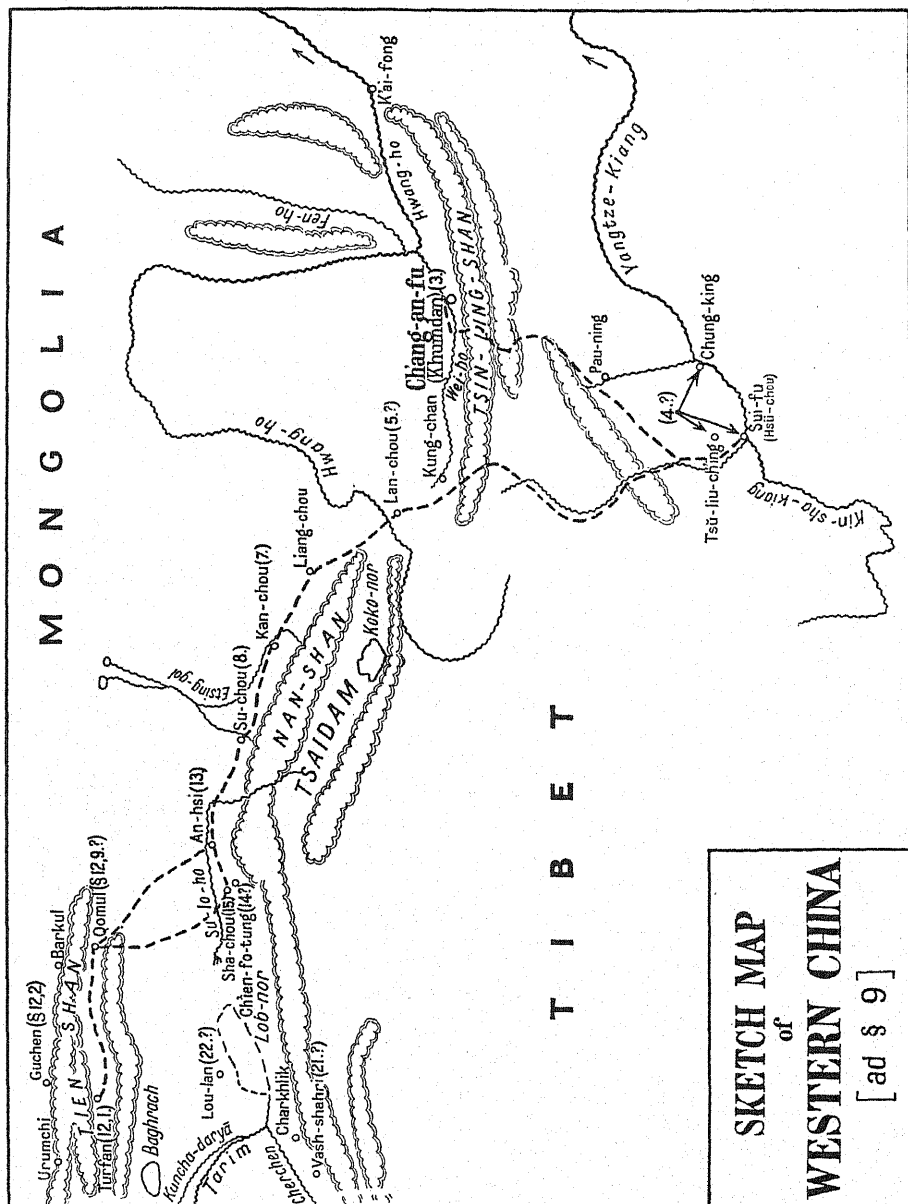 MONGOLIA
TIBET
Urumchi
Guchen (§ 12,2)
Barkul
TIEN-SHAN
Turfan (12,1.)
Qomul (§ 12,9.?)
Baghrach
Kuncha-daryā
Tarim
Cherchen
Charkhlik
Vash-shahri (21.?)
Lou-lan (22.?)
Lob-nor
Su-lo-ho
Sha-chou (15)
Chien-fo-tung (14?)
An-hsi (13)
Su-chou (8.)
Etsing-gol
Kan-chou (7.)
Liang-chou
NAN-SHAN
TSAIDAM
Koko-nor
Lan-chou (5.?)
Hwang-ho
Kung-chan
Wei-ho
Chang-an-fu
(Khumdan) (3)
TSIN-LING-SHAN
Fen-ho
Hwang-ho
K'ai-fong
Yangtze-Kiang
Pau-ning
Chung-king
(4.?)
Tsŭ-liu-ching
Sui-fu
(Hsü-chou)
Kin-sha-kiang
SKETCH MAP
of
WESTERN CHINA
[ad § 9]